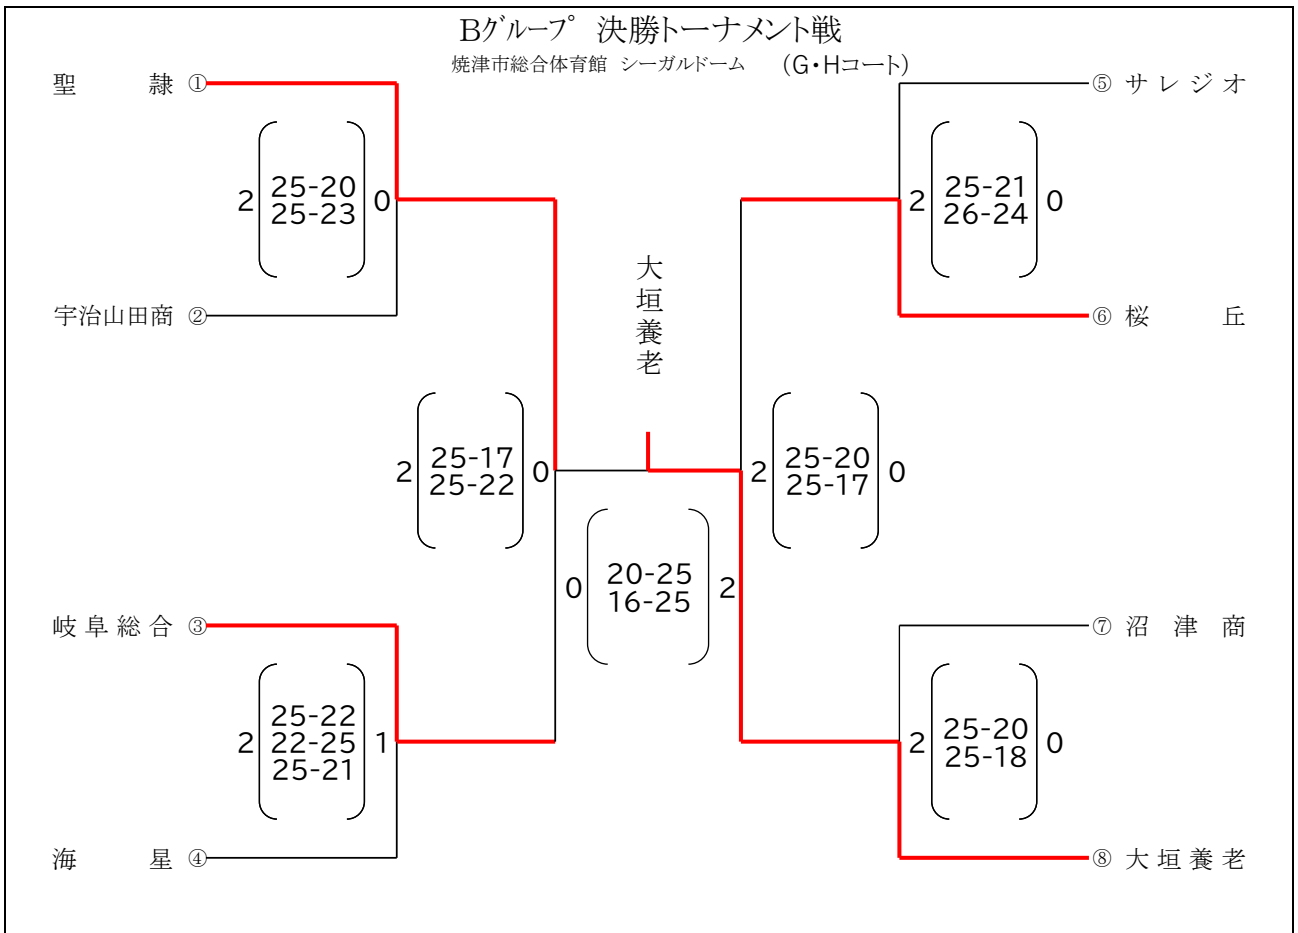 Bグループ 決勝トーナメント戦
焼津市総合体育館 シーガルドーム (G・Hコート)
聖隷 ①
⑤ サレジオ
2 25-20 0
25-23
2 25-21 0
26-24
宇治山田商 ②
⑥ 桜丘
大垣養老
2 25-17 0
25-22
2 25-20 0
25-17
0 20-25 2
16-25
岐阜総合 ③
⑦ 沼津商
2 25-22 1
22-25
25-21
2 25-20 0
25-18
海星 ④
⑧ 大垣養老